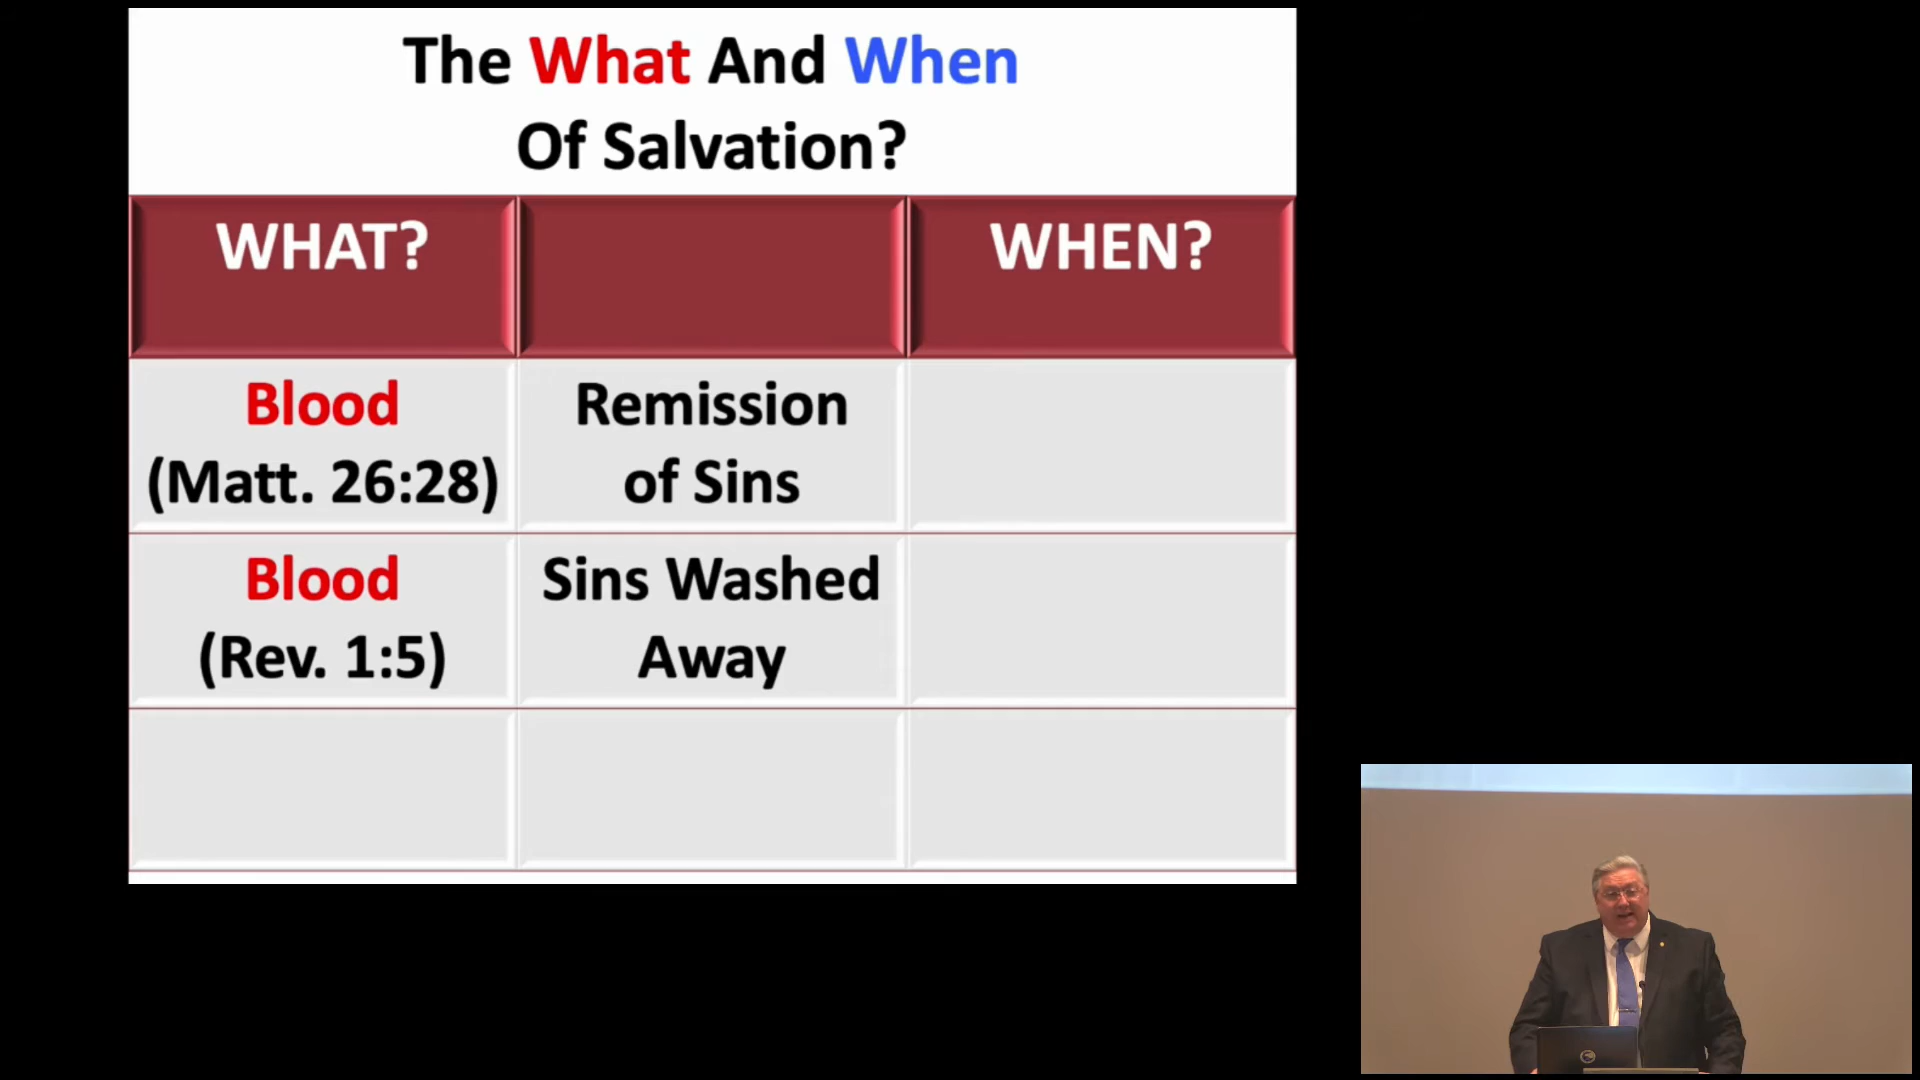 The What And When
Of Salvation?
WHAT?
WHEN?
Blood
(Matt. 26:28)
Remission
of Sins
Blood
(Rev. 1:5)
Sins Washed
Away